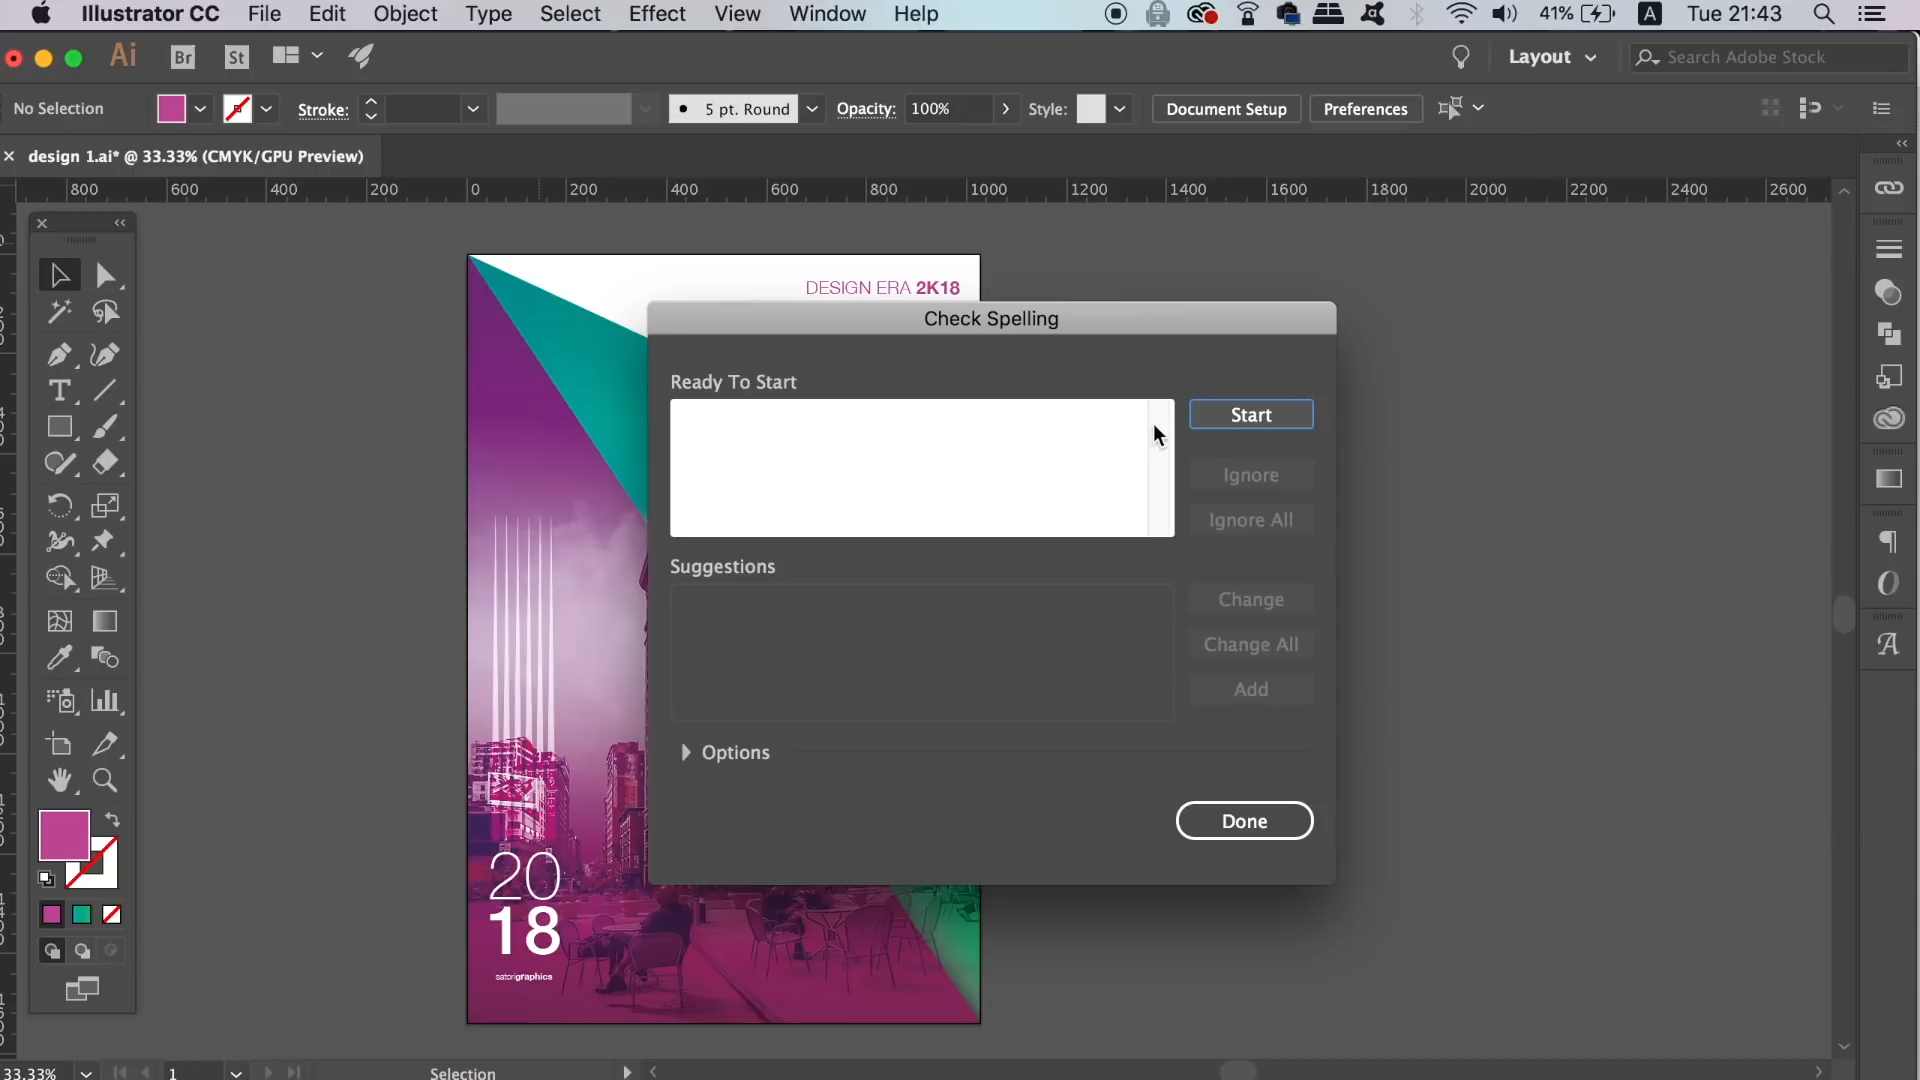 Illustrator CC File Edit Object Type Select Effect View Window Help 41% A Tue 21:43
Ai Br St Layout Search Adobe Stock
No Selection Stroke: 5 pt. Round Opacity: 100% Style: Document Setup Preferences
design 1.ai* @ 33.33% (CMYK/GPU Preview)
800 600 400 200 0 200 400 600 800 1000 1200 1400 1600 1800 2000 2200 2400 2600
DESIGN ERA 2K18
Check Spelling
Ready To Start
Start
Ignore
Ignore All
Suggestions
Change
Change All
Add
Options
Done
20
18
satorigraphics
33.33% 1 Selection